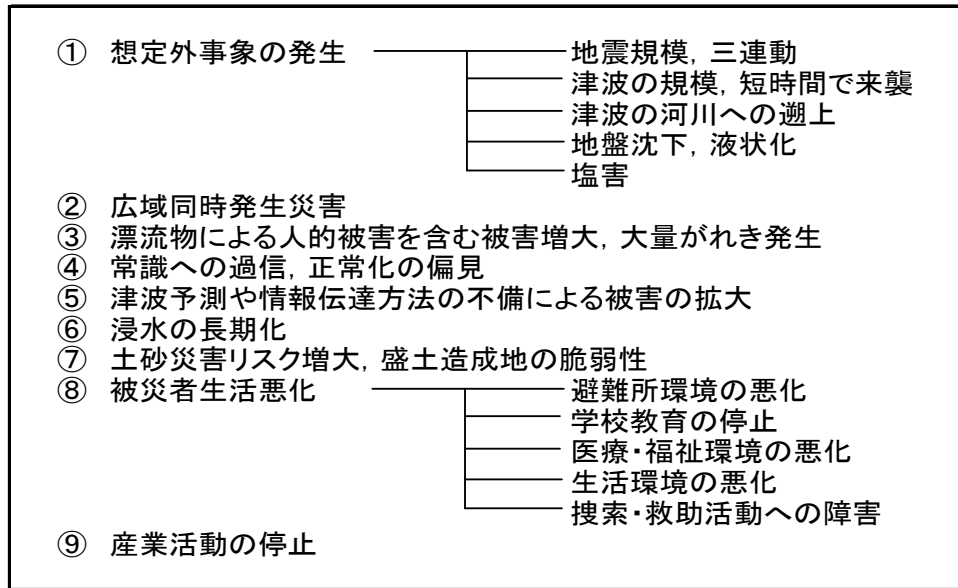 ① 想定外事象の発生 地震規模，三連動
津波の規模，短時間で来襲
津波の河川への遡上
地盤沈下，液状化
塩害
② 広域同時発生災害
③ 漂流物による人的被害を含む被害増大，大量がれき発生
④ 常識への過信，正常化の偏見
⑤ 津波予測や情報伝達方法の不備による被害の拡大
⑥ 浸水の長期化
⑦ 土砂災害リスク増大，盛土造成地の脆弱性
⑧ 被災者生活悪化 避難所環境の悪化
学校教育の停止
医療・福祉環境の悪化
生活環境の悪化
捜索・救助活動への障害
⑨ 産業活動の停止